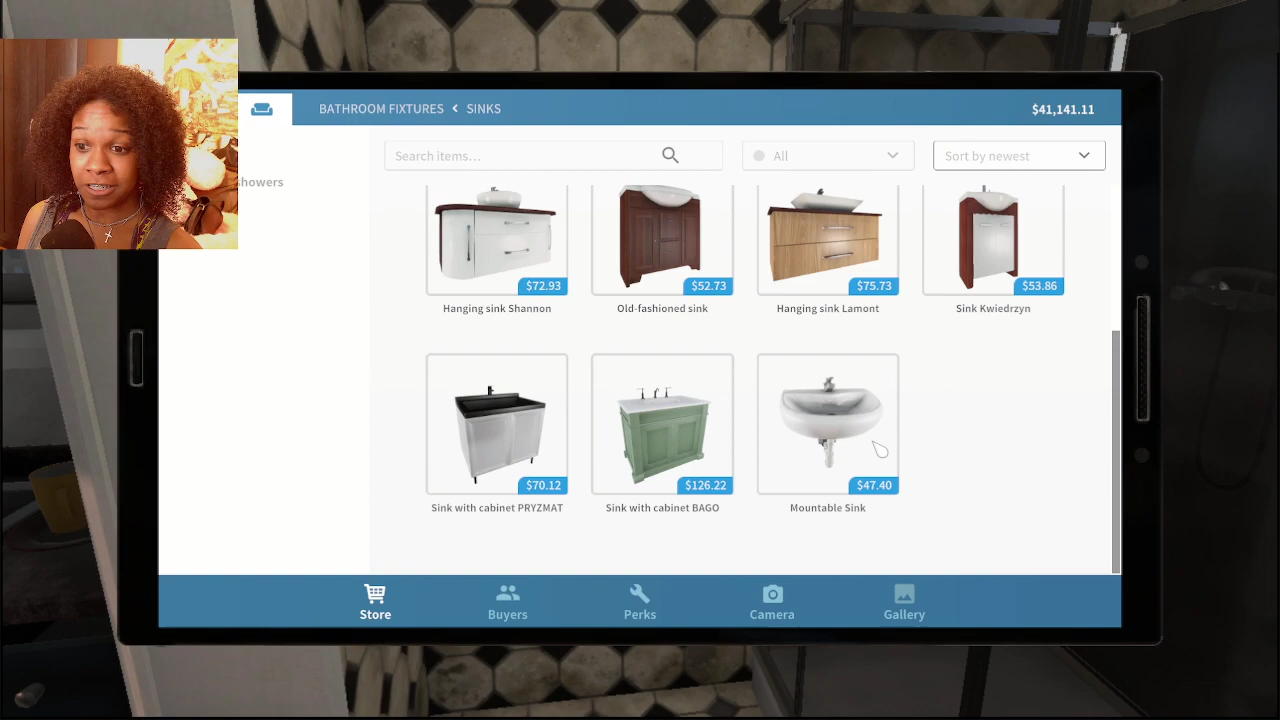 BATHROOM FIXTURES < SINKS
$41,141.11
Search items...
All
Sort by newest
showers
$72.93
$52.73
$75.73
$53.86
Hanging sink Shannon
Old-fashioned sink
Hanging sink Lamont
Sink Kwiedrzyn
$70.12
$126.22
$47.40
Sink with cabinet PRYZMAT
Sink with cabinet BAGO
Mountable Sink
Store
Buyers
Perks
Camera
Gallery